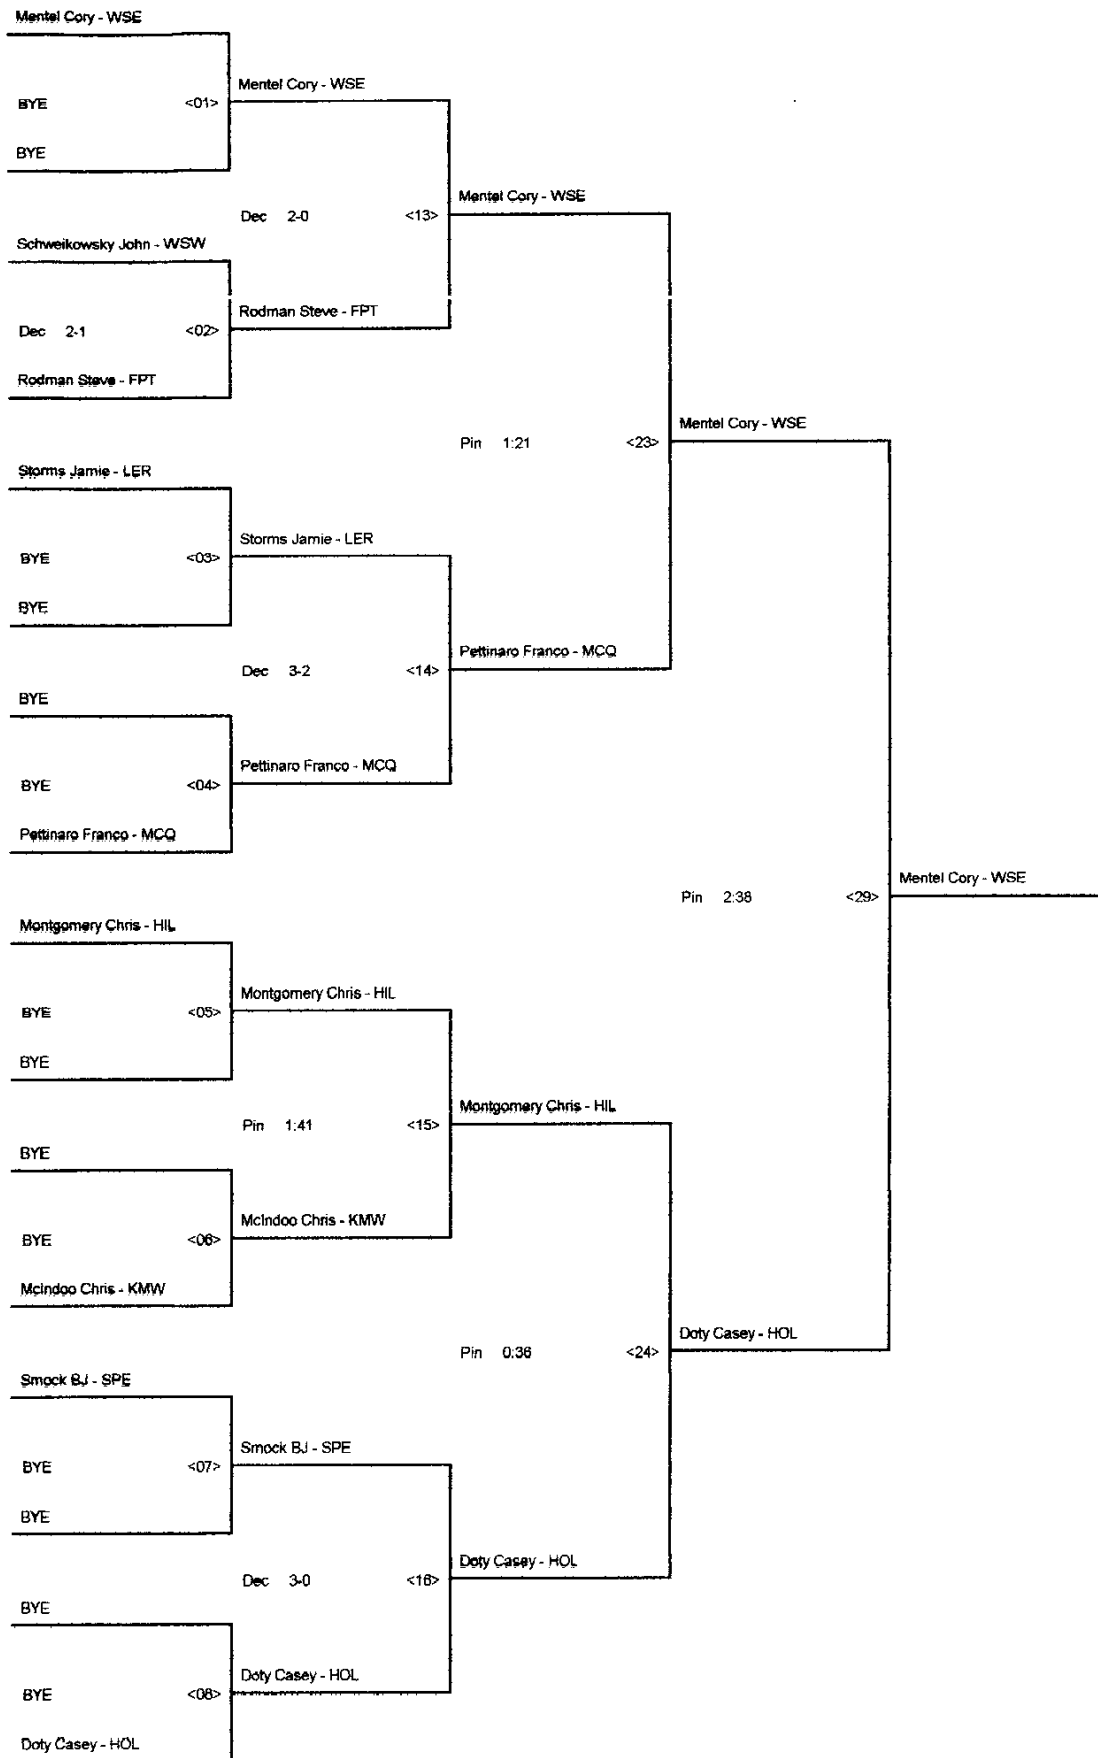 Mentel Cory - WSE
Mentel Cory - WSE
BYE <01>
BYE
Mentel Cory - WSE
Dec 2-0 <13>
Schweikowsky John - WSW
Rodman Steve - FPT
Dec 2-1 <02>
Rodman Steve - FPT
Mentel Cory - WSE
Pin 1:21 <23>
Storms Jamie - LER
Storms Jamie - LER
BYE <03>
BYE
Pettinaro Franco - MCQ
Dec 3-2 <14>
BYE
Pettinaro Franco - MCQ
BYE <04>
Pettinaro Franco - MCQ
Mentel Cory - WSE
Pin 2:38 <29>
Montgomery Chris - HIL
Montgomery Chris - HIL
BYE <05>
BYE
Montgomery Chris - HIL
Pin 1:41 <15>
BYE
McIndoo Chris - KMW
BYE <06>
McIndoo Chris - KMW
Doty Casey - HOL
Pin 0:36 <24>
Smock BJ - SPE
Smock BJ - SPE
BYE <07>
BYE
Doty Casey - HOL
Dec 3-0 <16>
BYE
Doty Casey - HOL
BYE <08>
Doty Casey - HOL